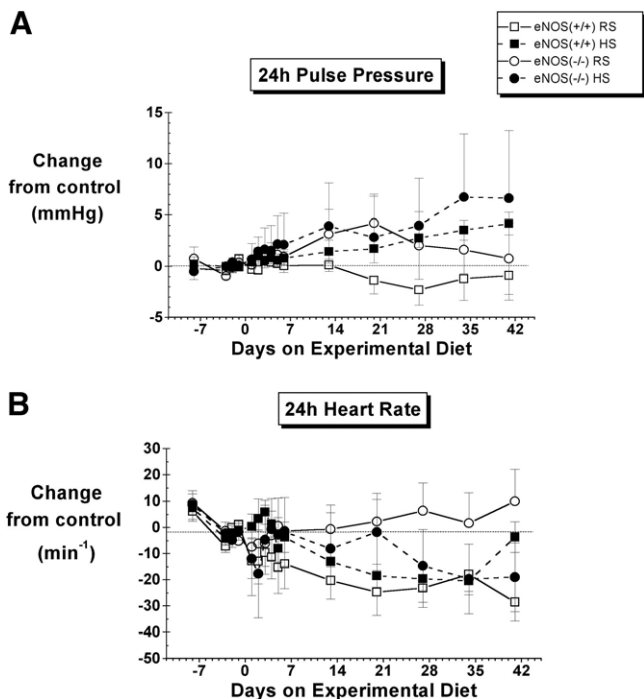 A
eNOS(+/+) RS
eNOS(+/+) HS
eNOS(-/-) RS
eNOS(-/-) HS
24h Pulse Pressure
Change
from control
(mmHg)
15
10
5
0
-5
-7 0 7 14 21 28 35 42
Days on Experimental Diet
B
24h Heart Rate
Change
from control
(min⁻¹)
30
20
10
0
-10
-20
-30
-40
-50
-7 0 7 14 21 28 35 42
Days on Experimental Diet